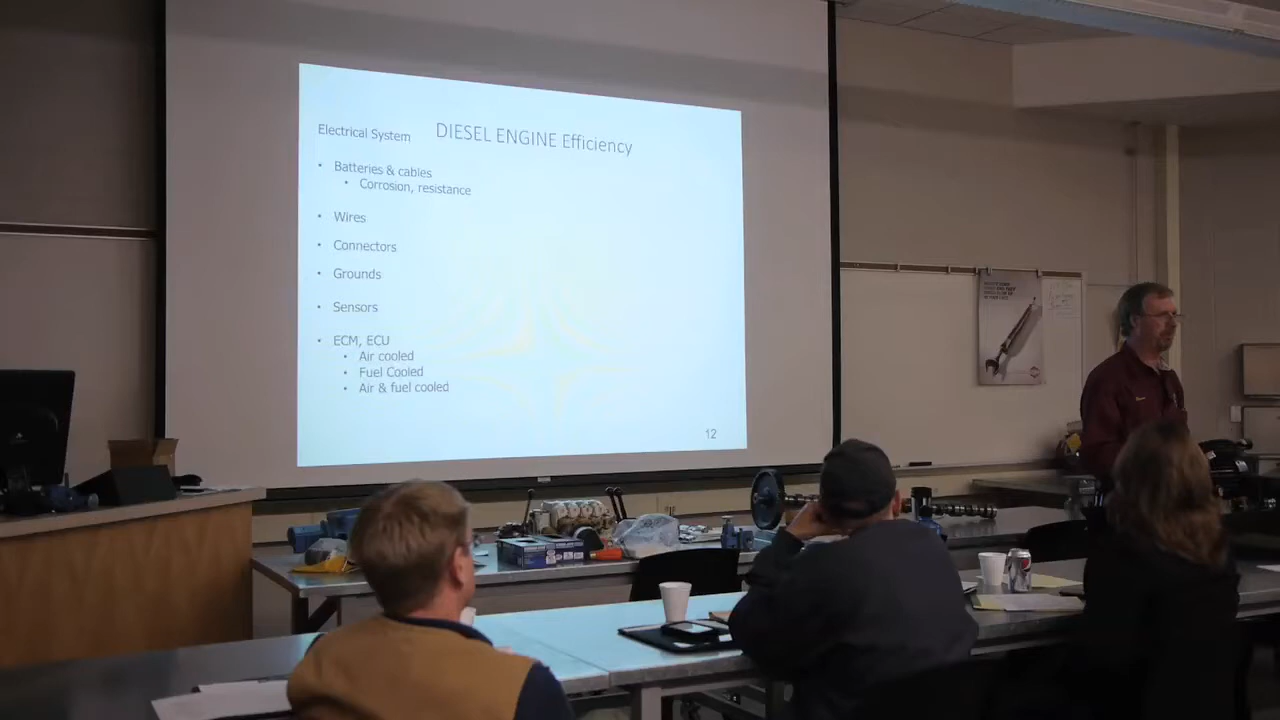 Electrical System
DIESEL ENGINE Efficiency
• Batteries & cables
• Corrosion, resistance
• Wires
• Connectors
• Grounds
• Sensors
• ECM, ECU
• Air cooled
• Fuel Cooled
• Air & fuel cooled
12